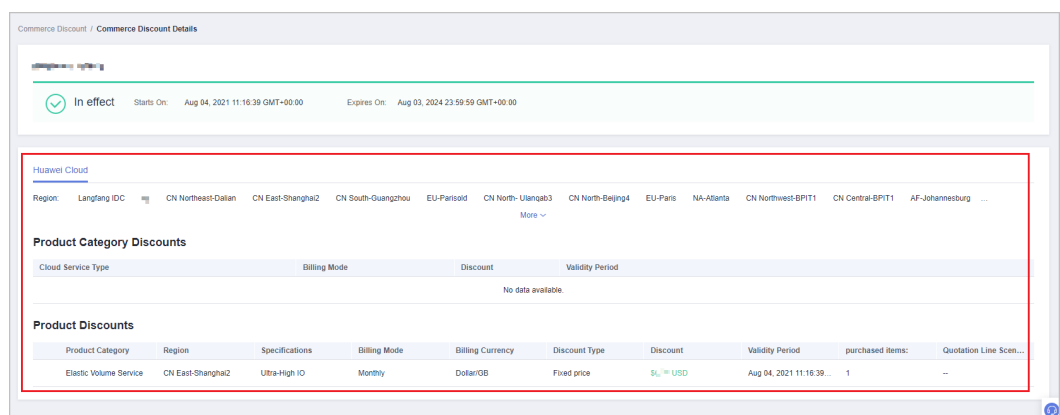 Commerce Discount / Commerce Discount Details
In effect Starts On: Aug 04, 2021 11:16:39 GMT+00:00 Expires On: Aug 03, 2024 23:59:59 GMT+00:00
Huawei Cloud
Region: Langfang IDC CN Northeast-Dalian CN East-Shanghai2 CN South-Guangzhou EU-Parisold CN North- Ulanqab3 CN North-Beijing4 EU-Paris NA-Atlanta CN Northwest-BPIT1 CN Central-BPIT1 AF-Johannesburg ...
More
Product Category Discounts
Cloud Service Type Billing Mode Discount Validity Period
No data available.
Product Discounts
Product Category Region Specifications Billing Mode Billing Currency Discount Type Discount Validity Period purchased items: Quotation Line Scen...
Elastic Volume Service CN East-Shanghai2 Ultra-High IO Monthly Dollar/GB Fixed price USD Aug 04, 2021 11:16:39... 1 --